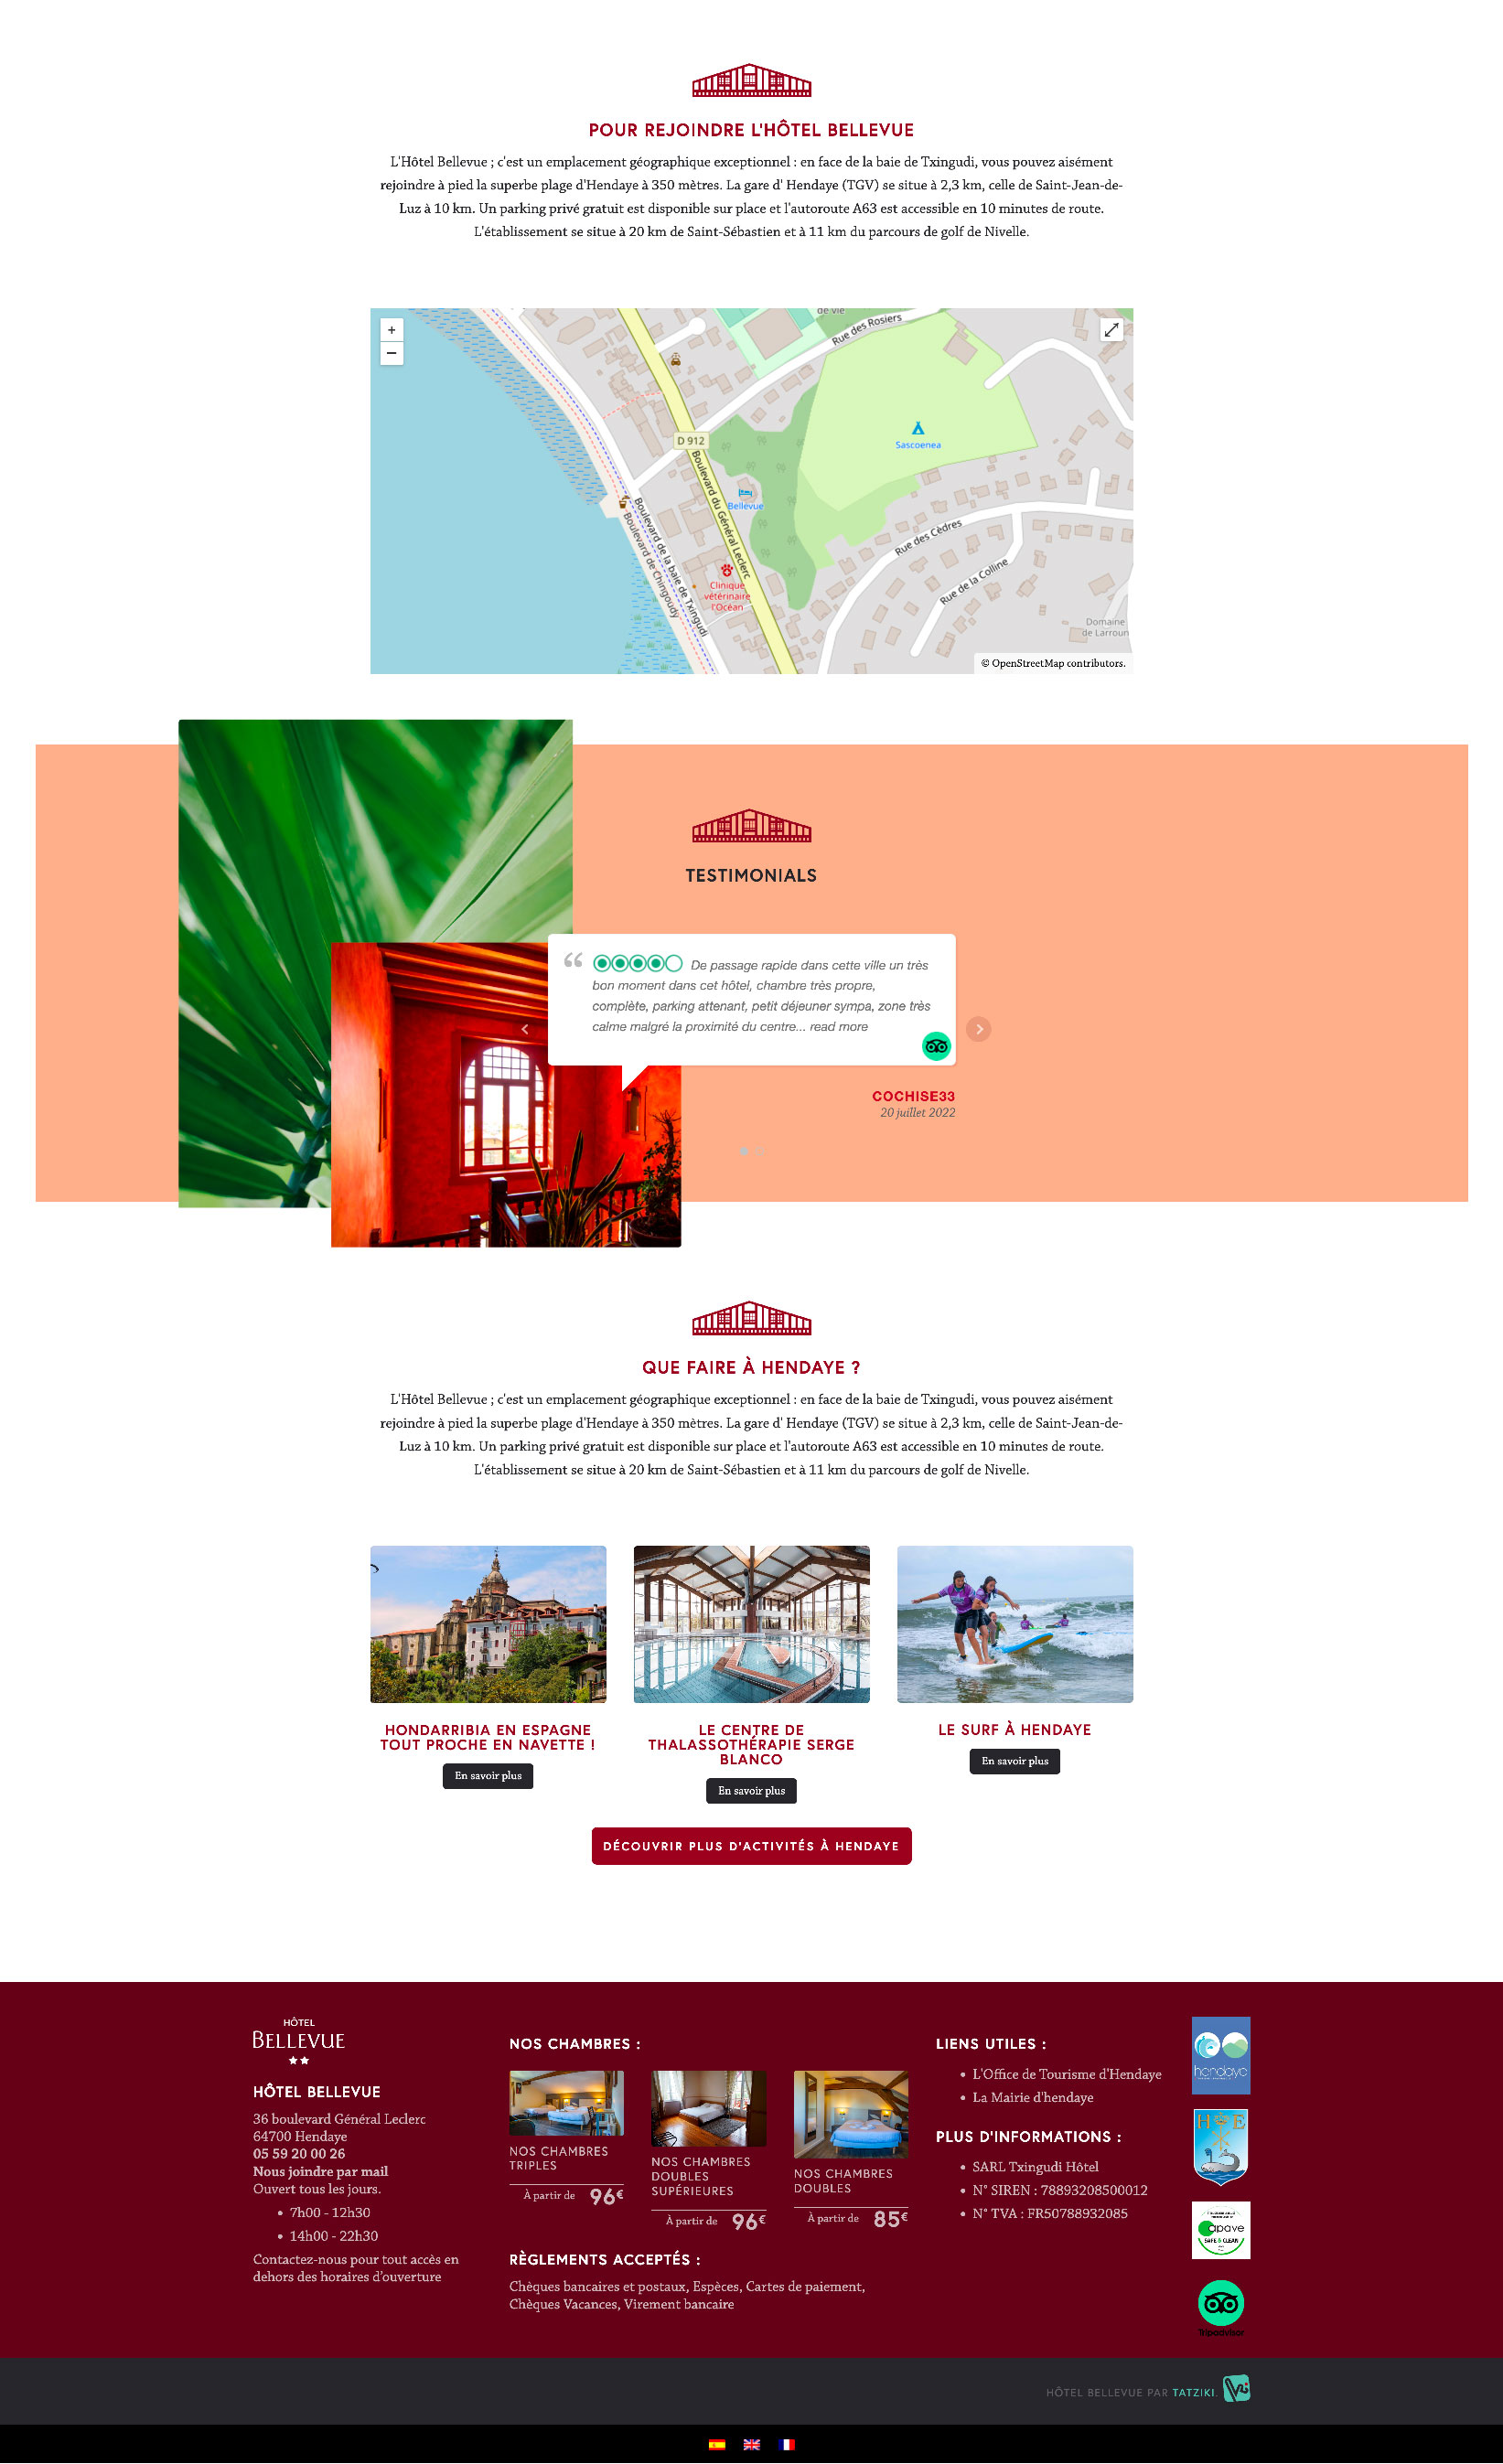 POUR REJOINDRE L'HÔTEL BELLEVUE
L'Hôtel Bellevue ; c'est un emplacement géographique exceptionnel : en face de la baie de Txingudi, vous pouvez aisément
rejoindre à pied la superbe plage d'Hendaye à 350 mètres. La gare d' Hendaye (TGV) se situe à 2,3 km, celle de Saint-Jean-de-
Luz à 10 km. Un parking privé gratuit est disponible sur place et l'autoroute A63 est accessible en 10 minutes de route.
L'établissement se situe à 20 km de Saint-Sébastien et à 11 km du parcours de golf de Nivelle.
+
−
de vie
Rue des Rosiers
D 912
Sascoenea
Bellevue
Boulevard du Général Leclerc
Boulevard de la baie de Txingudi
Boulevard de Chingoudy
Rue des Cèdres
Rue de la Colline
Clinique
vétérinaire
l'Océan
Domaine
de Larroun
© OpenStreetMap contributors.
TESTIMONIALS
“ De passage rapide dans cette ville un très
bon moment dans cet hôtel, chambre très propre,
complète, parking attenant, petit déjeuner sympa, zone très
calme malgré la proximité du centre... read more
COCHISE33
20 juillet 2022
QUE FAIRE À HENDAYE ?
L'Hôtel Bellevue ; c'est un emplacement géographique exceptionnel : en face de la baie de Txingudi, vous pouvez aisément
rejoindre à pied la superbe plage d'Hendaye à 350 mètres. La gare d' Hendaye (TGV) se situe à 2,3 km, celle de Saint-Jean-de-
Luz à 10 km. Un parking privé gratuit est disponible sur place et l'autoroute A63 est accessible en 10 minutes de route.
L'établissement se situe à 20 km de Saint-Sébastien et à 11 km du parcours de golf de Nivelle.
HONDARRIBIA EN ESPAGNE
TOUT PROCHE EN NAVETTE !
En savoir plus
LE CENTRE DE
THALASSOTHÉRAPIE SERGE
BLANCO
En savoir plus
LE SURF À HENDAYE
En savoir plus
DÉCOUVRIR PLUS D'ACTIVITÉS À HENDAYE
HÔTEL
BELLEVUE
HÔTEL BELLEVUE
36 boulevard Général Leclerc
64700 Hendaye
05 59 20 00 26
Nous joindre par mail
Ouvert tous les jours.
• 7h00 - 12h30
• 14h00 - 22h30
Contactez-nous pour tout accès en
dehors des horaires d’ouverture
NOS CHAMBRES :
NOS CHAMBRES
TRIPLES
À partir de 96€
NOS CHAMBRES
DOUBLES
SUPÉRIEURES
À partir de 96€
NOS CHAMBRES
DOUBLES
À partir de 85€
RÈGLEMENTS ACCEPTÉS :
Chèques bancaires et postaux, Espèces, Cartes de paiement,
Chèques Vacances, Virement bancaire
LIENS UTILES :
• L'Office de Tourisme d'Hendaye
• La Mairie d'hendaye
PLUS D'INFORMATIONS :
• SARL Txingudi Hôtel
• N° SIREN : 78893208500012
• N° TVA : FR50788932085
hendaye
H E
apave
SAFE & CLEAN
Tripadvisor
HÔTEL BELLEVUE PAR TATZIKI.